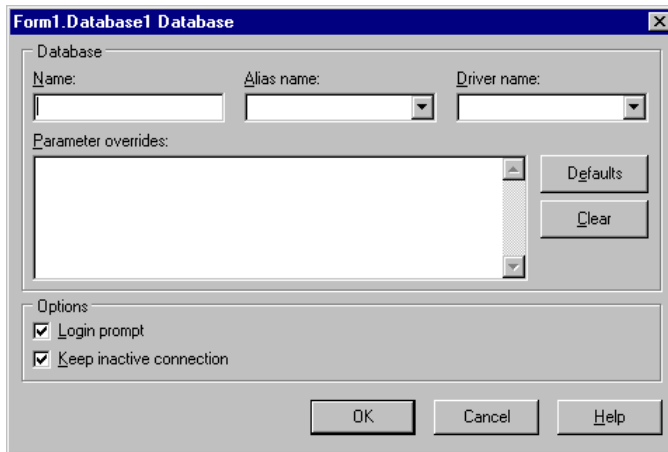 Form1.Database1 Database
Database
Name:
Alias name:
Driver name:
Parameter overrides:
Defaults
Clear
Options
Login prompt
Keep inactive connection
OK
Cancel
Help